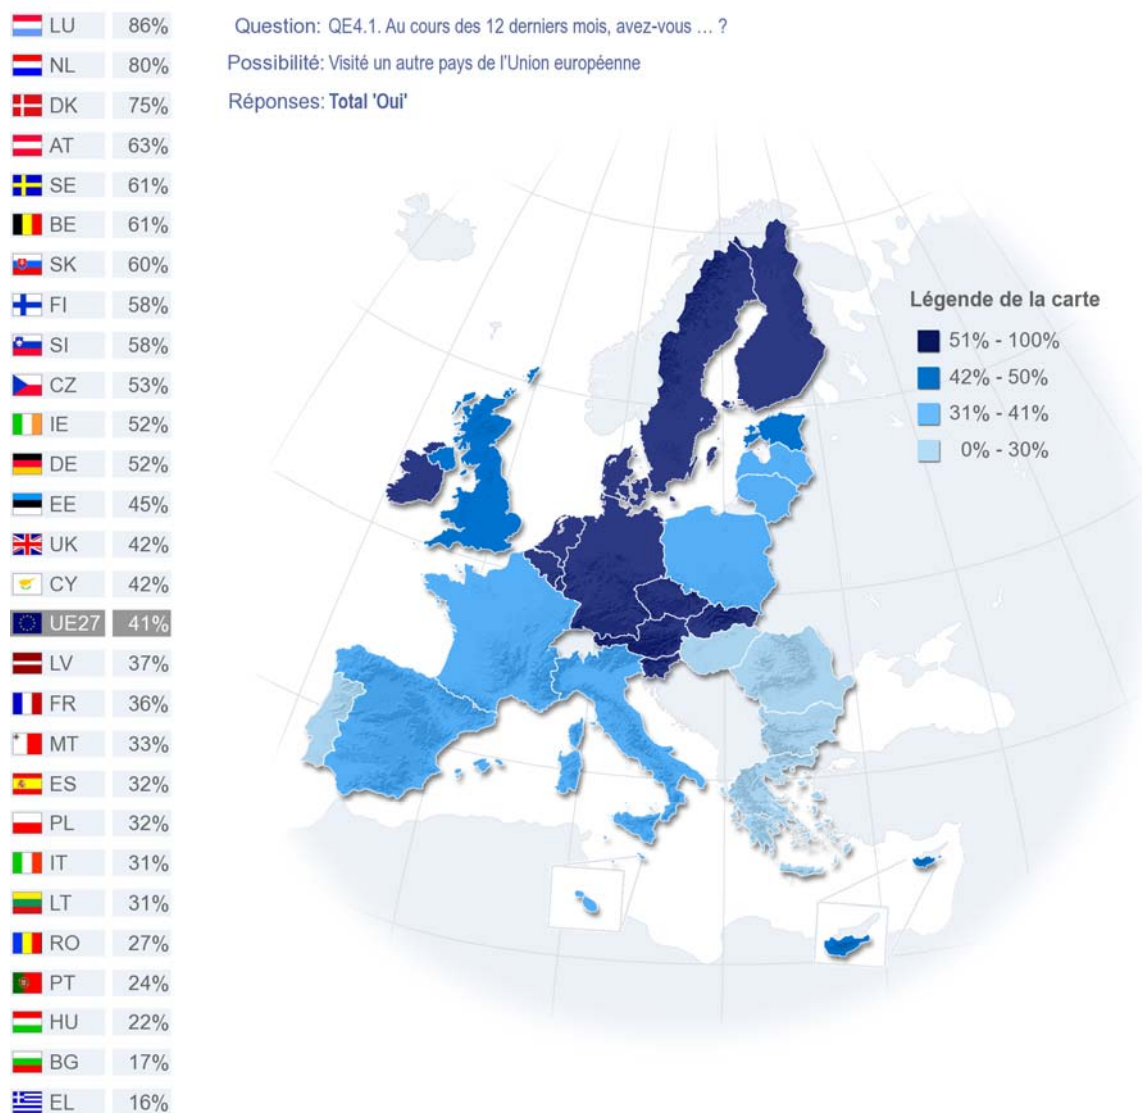 LU 86%
NL 80%
DK 75%
AT 63%
SE 61%
BE 61%
SK 60%
FI 58%
SI 58%
CZ 53%
IE 52%
DE 52%
EE 45%
UK 42%
CY 42%
UE27 41%
LV 37%
FR 36%
MT 33%
ES 32%
PL 32%
IT 31%
LT 31%
RO 27%
PT 24%
HU 22%
BG 17%
EL 16%
Question: QE4.1. Au cours des 12 derniers mois, avez-vous … ?
Possibilité: Visité un autre pays de l'Union européenne
Réponses: Total 'Oui'
Légende de la carte
51% - 100%
42% - 50%
31% - 41%
0% - 30%